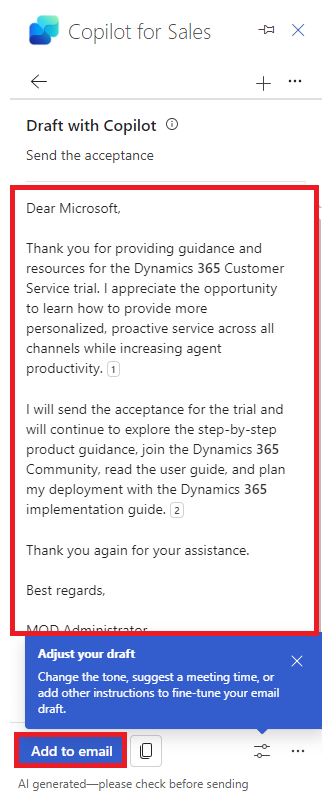 Copilot for Sales
Draft with Copilot
Send the acceptance
Dear Microsoft,
Thank you for providing guidance and
resources for the Dynamics 365 Customer
Service trial. I appreciate the opportunity
to learn how to provide more
personalized, proactive service across all
channels while increasing agent
productivity. 1
I will send the acceptance for the trial and
will continue to explore the step-by-step
product guidance, join the Dynamics 365
Community, read the user guide, and plan
my deployment with the Dynamics 365
implementation guide. 2
Thank you again for your assistance.
Best regards,
MOD Administrator
Adjust your draft
Change the tone, suggest a meeting time, or
add other instructions to fine-tune your email
draft.
Add to email
AI generated—please check before sending